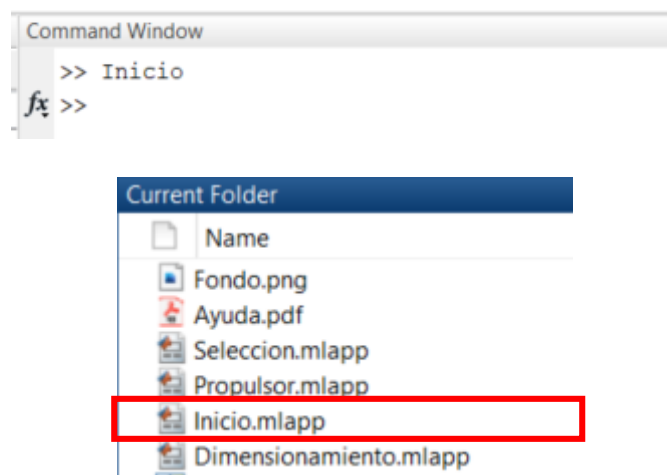 Command Window
>> Inicio
fx >>
Current Folder
Name
Fondo.png
Ayuda.pdf
Seleccion.mlapp
Propulsor.mlapp
Inicio.mlapp
Dimensionamiento.mlapp